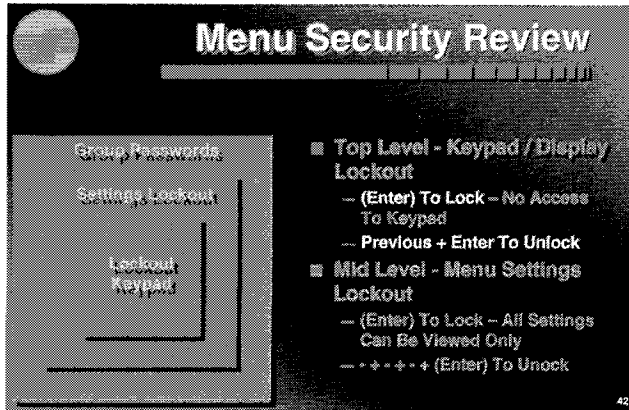 Menu Security Review
Group Passwords
Settings Lockout
Lockout
Keypad
■ Top Level - Keypad / Display
Lockout
– (Enter) To Lock – No Access
To Keypad
– Previous + Enter To Unlock
■ Mid Level - Menu Settings
Lockout
– (Enter) To Lock – All Settings
Can Be Viewed Only
– - + - + - + (Enter) To Unock
42